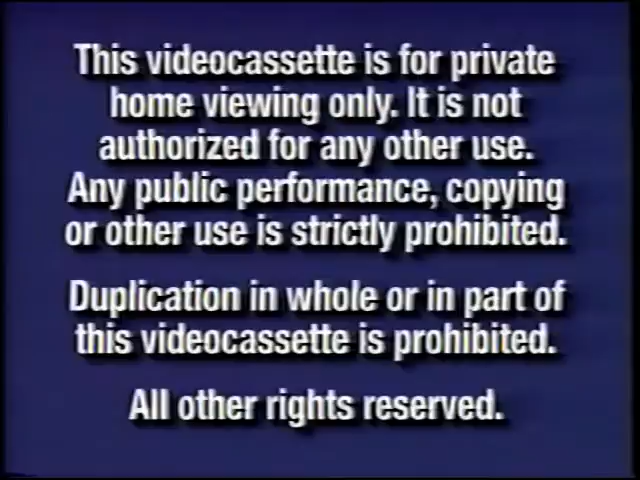 This videocassette is for private
home viewing only. It is not
authorized for any other use.
Any public performance, copying
or other use is strictly prohibited.
Duplication in whole or in part of
this videocassette is prohibited.
All other rights reserved.